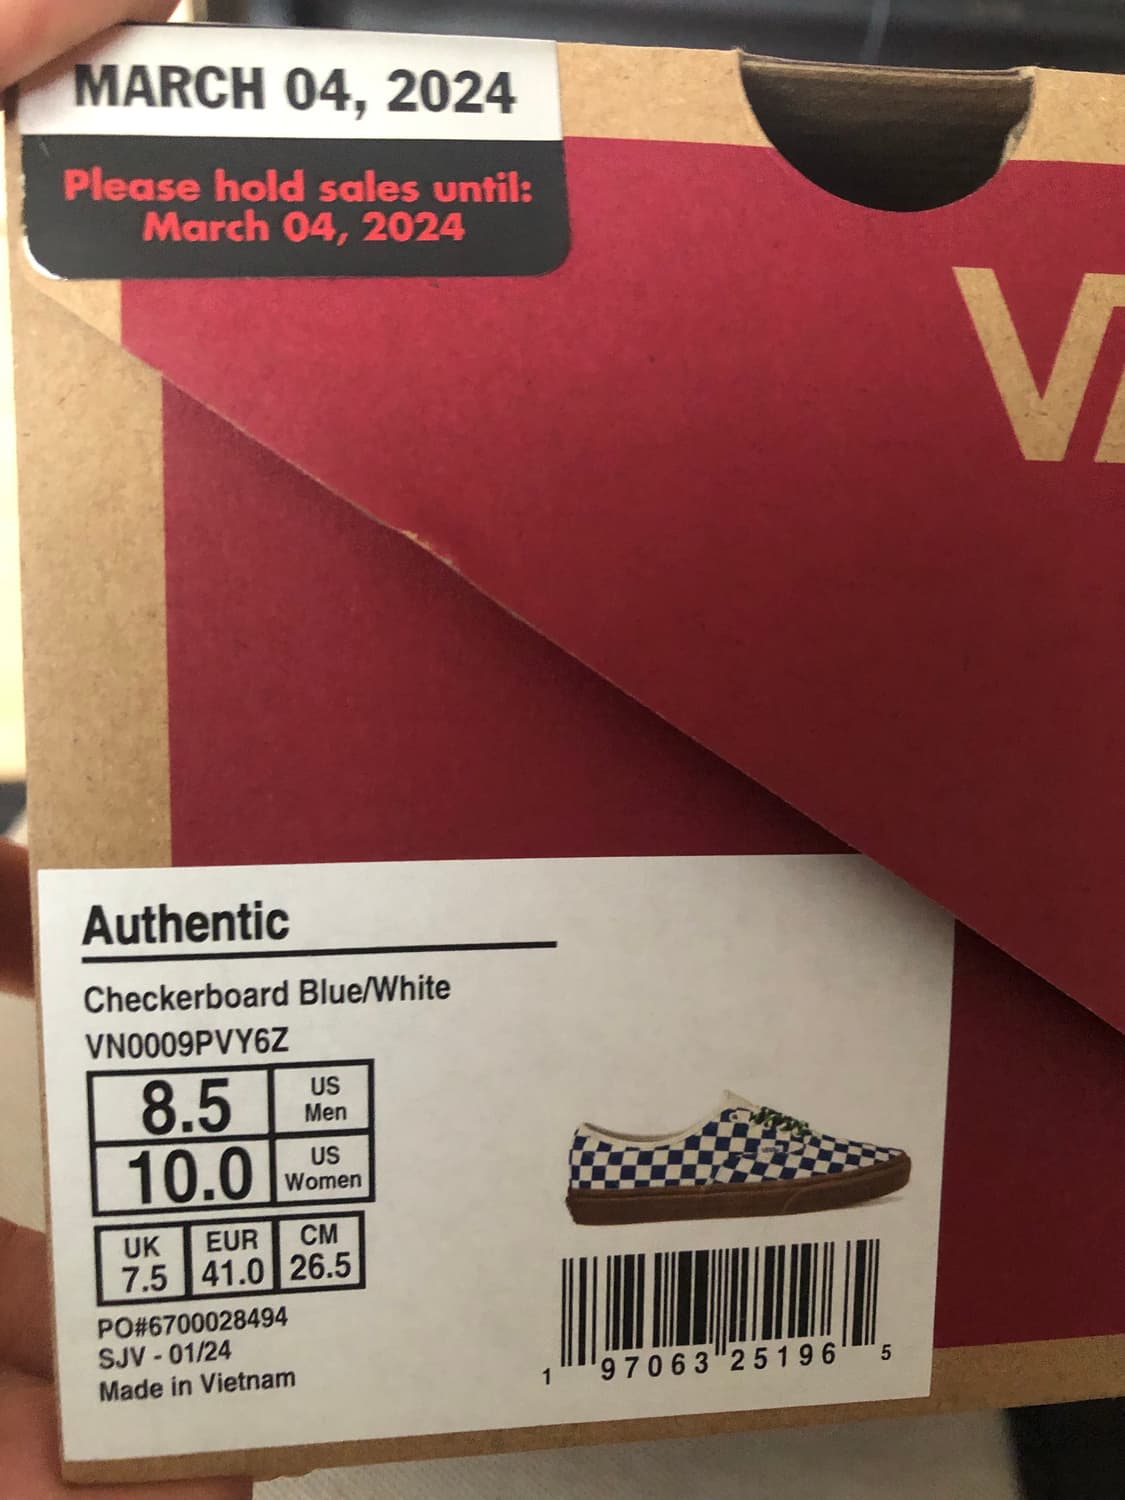 MARCH 04, 2024
Please hold sales until:
March 04, 2024
Authentic
Checkerboard Blue/White
VN0009PVY6Z
8.5 US Men
10.0 US Women
UK EUR CM
7.5 41.0 26.5
PO#6700028494
SJV - 01/24
Made in Vietnam
1 97063 25196 5